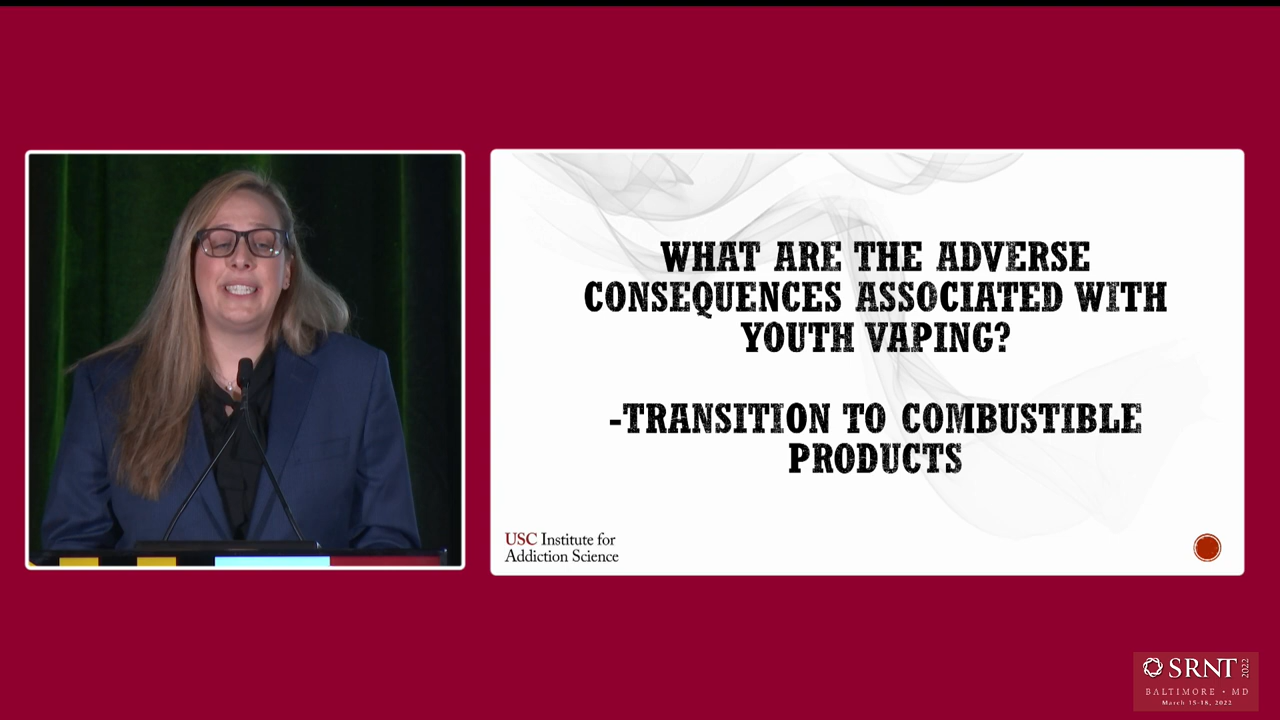 WHAT ARE THE ADVERSE
CONSEQUENCES ASSOCIATED WITH
YOUTH VAPING?
-TRANSITION TO COMBUSTIBLE
PRODUCTS
USC Institute for
Addiction Science
SRNT 2022
BALTIMORE • MD
March 15-18, 2022